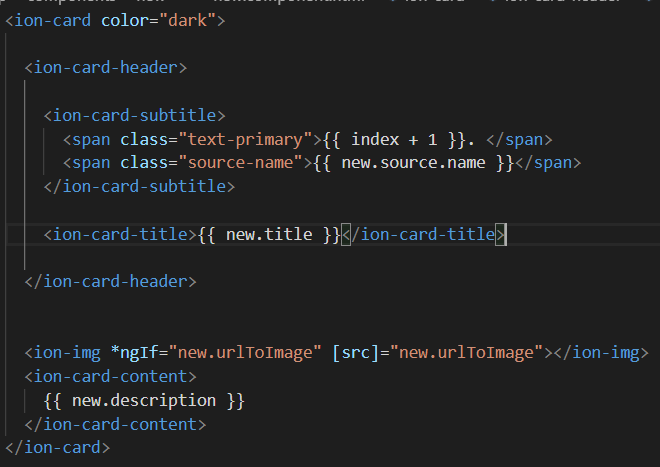 <ion-card color="dark">
<ion-card-header>
<ion-card-subtitle>
<span class="text-primary">{{ index + 1 }}. </span>
<span class="source-name">{{ new.source.name }}</span>
</ion-card-subtitle>
<ion-card-title>{{ new.title }}</ion-card-title>
</ion-card-header>
<ion-img *ngIf="new.urlToImage" [src]="new.urlToImage"></ion-img>
<ion-card-content>
{{ new.description }}
</ion-card-content>
</ion-card>